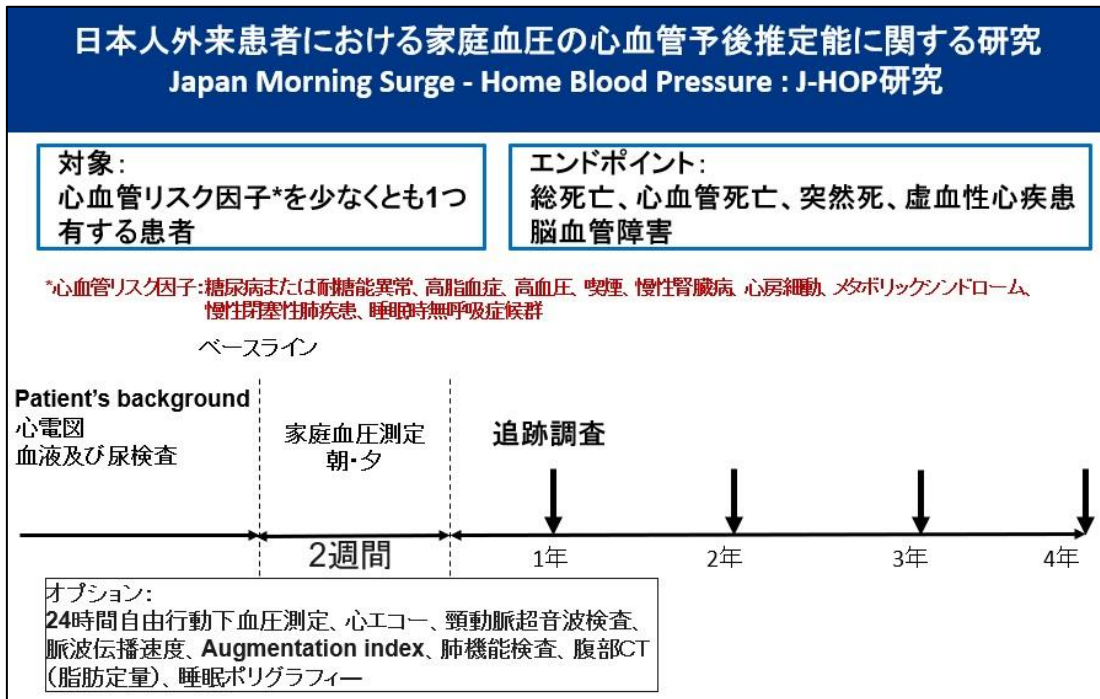 日本人外来患者における家庭血圧の心血管予後推定能に関する研究
Japan Morning Surge - Home Blood Pressure : J-HOP研究
対象:
心血管リスク因子*を少なくとも1つ
有する患者
エンドポイント:
総死亡、心血管死亡、突然死、虚血性心疾患
脳血管障害
*心血管リスク因子:糖尿病または耐糖能異常、高脂血症、高血圧、喫煙、慢性腎臓病、心房細動、メタボリックシンドローム、
慢性閉塞性肺疾患、睡眠時無呼吸症候群
ベースライン
Patient's background
心電図
血液及び尿検査
家庭血圧測定
朝・夕
追跡調査
2週間
1年
2年
3年
4年
オプション:
24時間自由行動下血圧測定、心エコー、頸動脈超音波検査、
脈波伝播速度、Augmentation index、肺機能検査、腹部CT
(脂肪定量)、睡眠ポリグラフィー